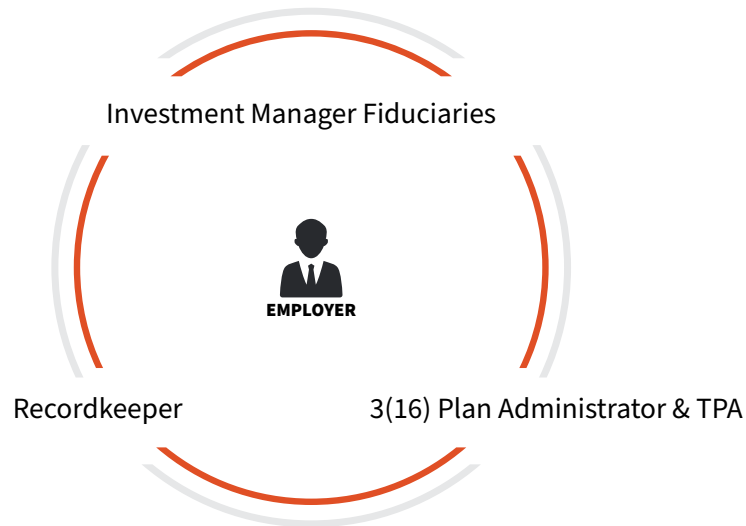 Investment Manager Fiduciaries
EMPLOYER
Recordkeeper
3(16) Plan Administrator & TPA